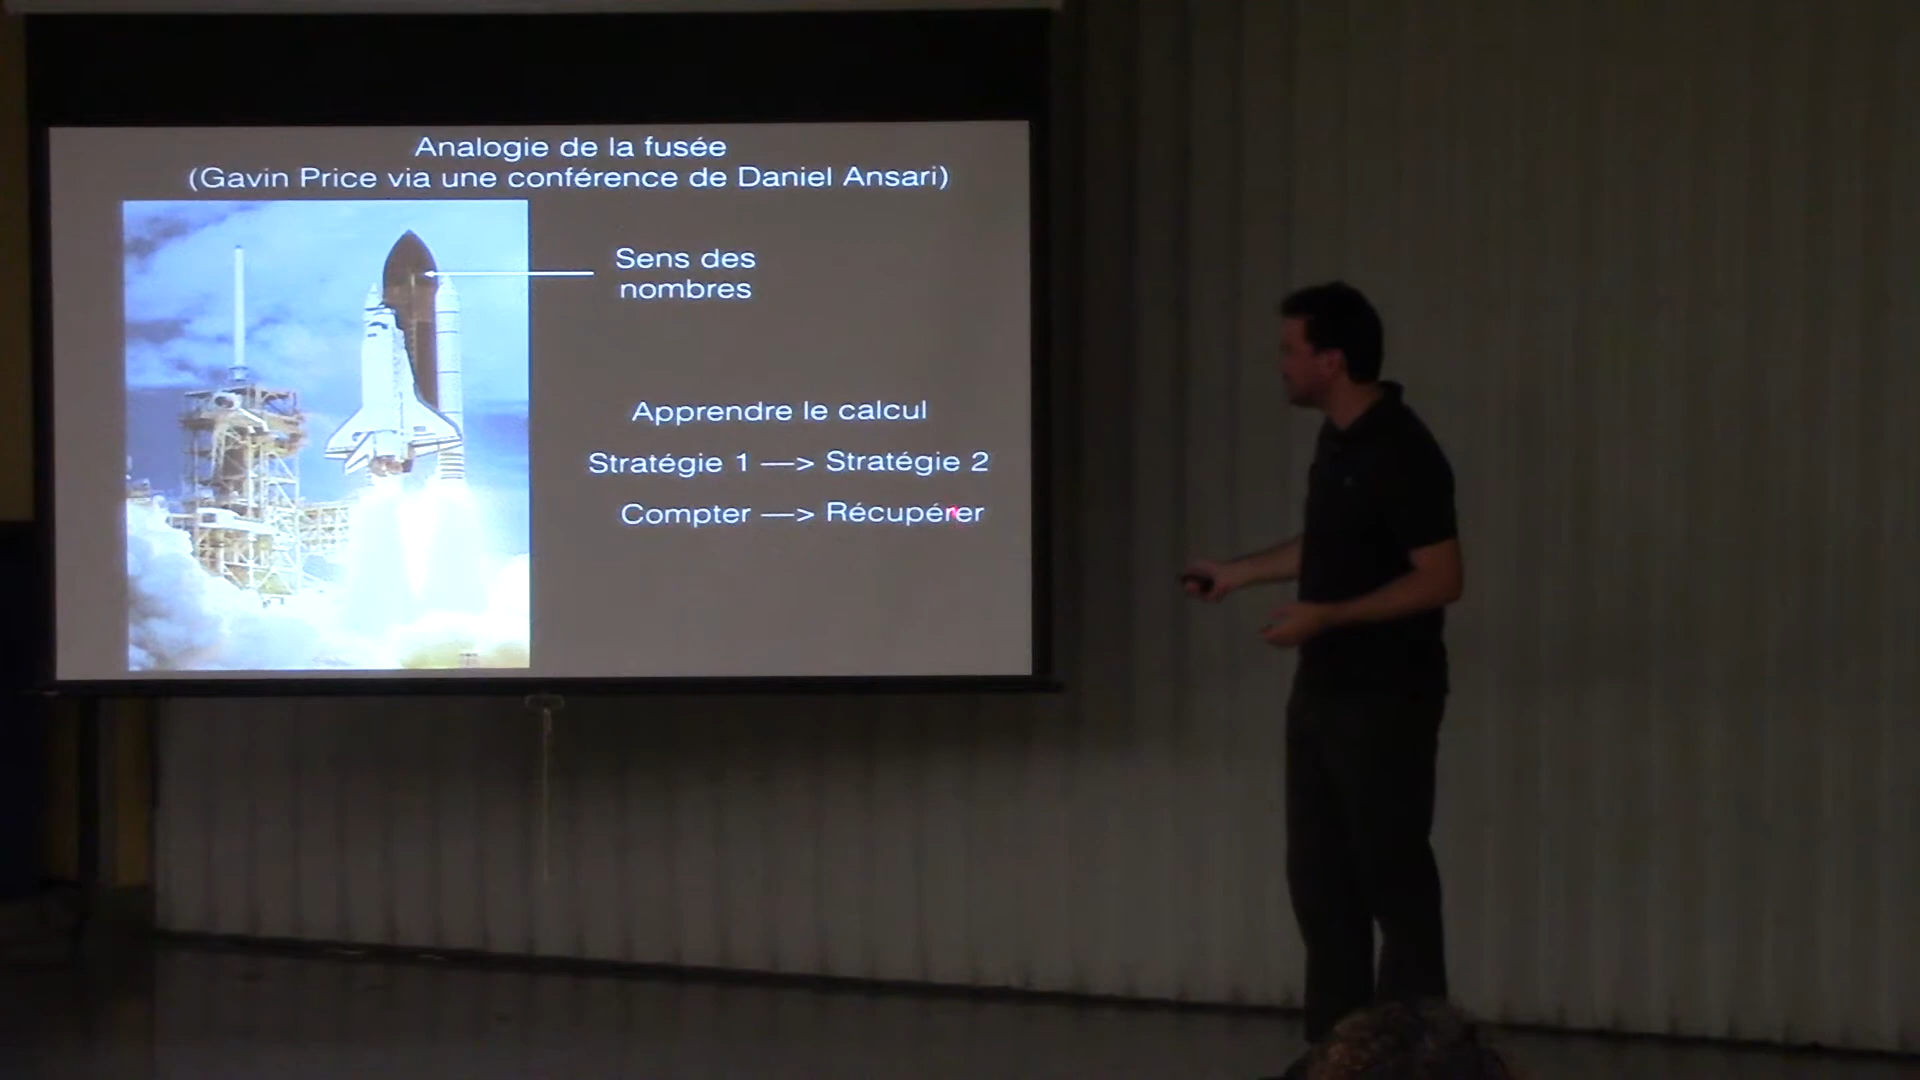 Analogie de la fusée
(Gavin Price via une conférence de Daniel Ansari)
Sens des
nombres
Apprendre le calcul
Stratégie 1 —> Stratégie 2
Compter —> Récupérer